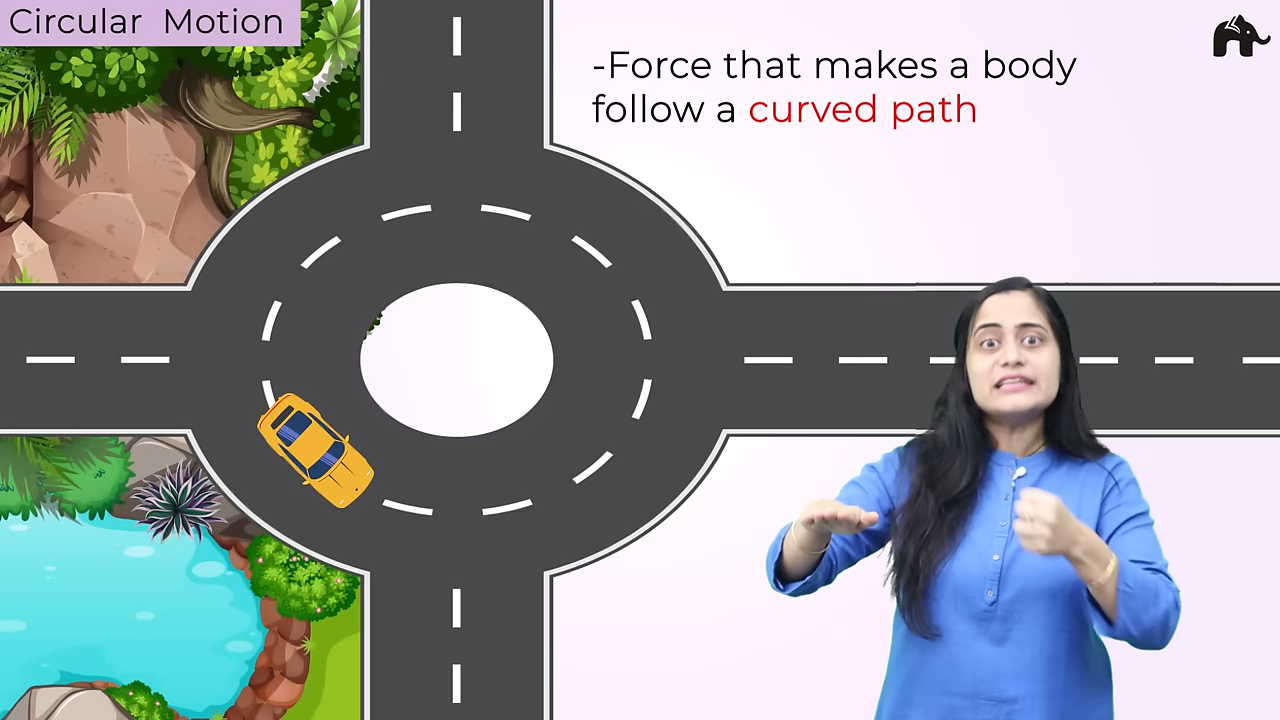 Circular Motion
-Force that makes a body
follow a curved path